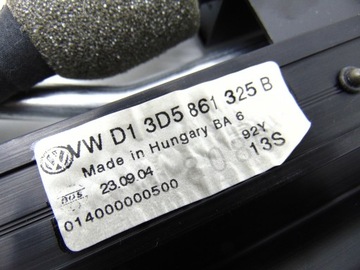 VW D1 3D5 861 325 B
Made in Hungary BA 6
23.09.04
92Y
13S
014000000500